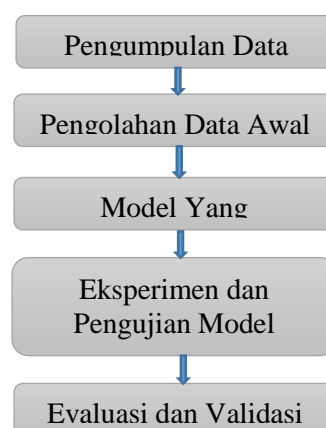 Pengumpulan Data
Pengolahan Data Awal
Model Yang
Eksperimen dan
Pengujian Model
Evaluasi dan Validasi